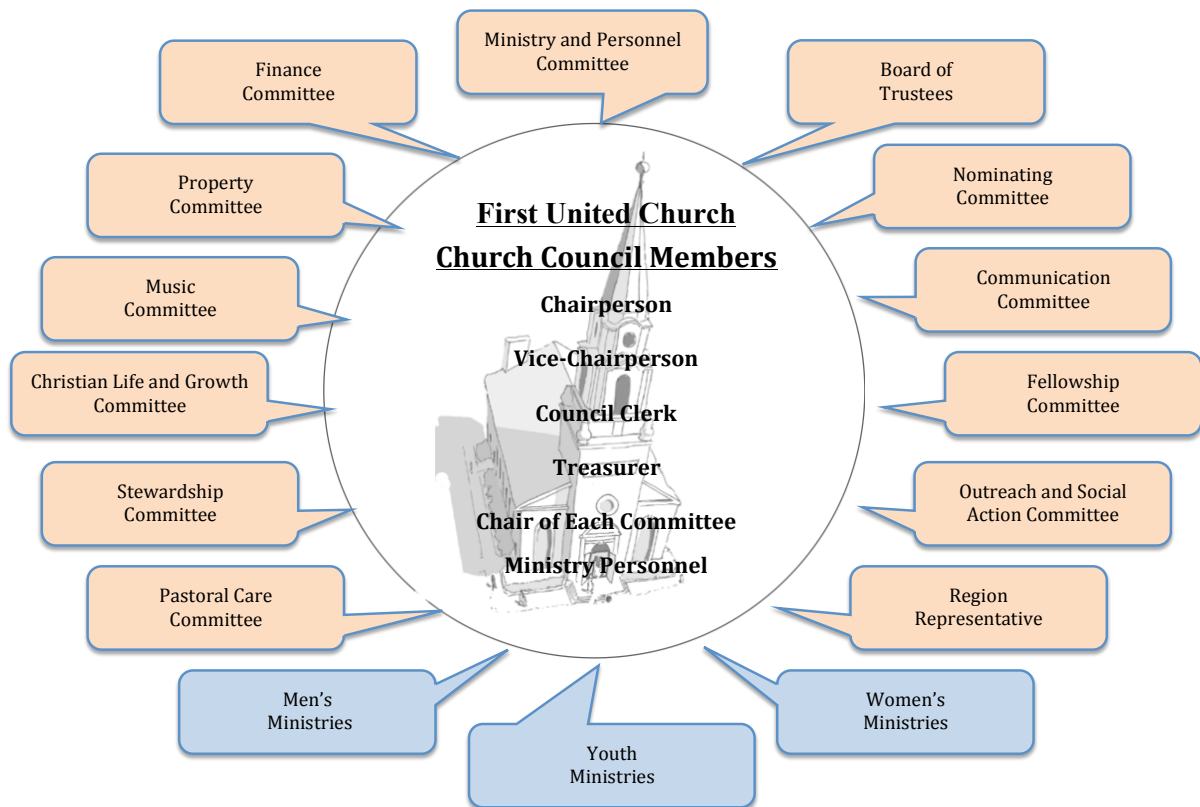 Ministry and Personnel
Committee
Finance
Committee
Board of
Trustees
Property
Committee
Nominating
Committee
First United Church
Church Council Members
Music
Committee
Communication
Committee
Chairperson
Vice-Chairperson
Christian Life and Growth
Committee
Fellowship
Committee
Council Clerk
Treasurer
Stewardship
Committee
Outreach and Social
Action Committee
Chair of Each Committee
Ministry Personnel
Pastoral Care
Committee
Region
Representative
Men’s
Ministries
Women’s
Ministries
Youth
Ministries